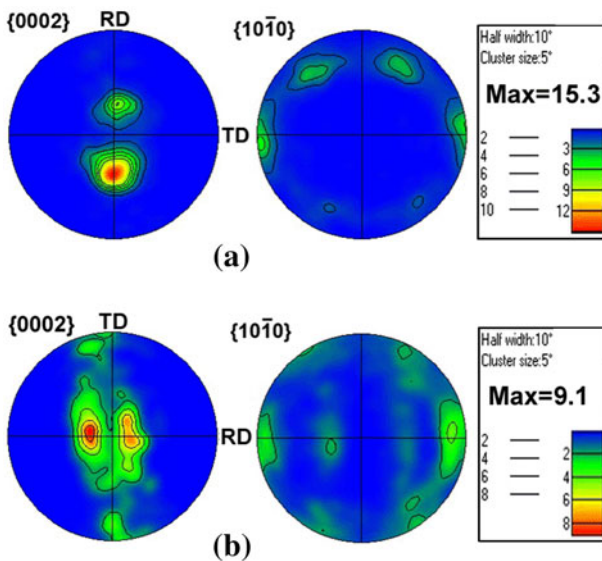 {0002} RD {101̄0}
TD
Half width:10°
Cluster size:5°
Max=15.3
2
4
6
8
10
3
6
9
12
(a)
{0002} TD {101̄0}
RD
Half width:10°
Cluster size:5°
Max=9.1
2
4
6
8
2
4
6
8
(b)